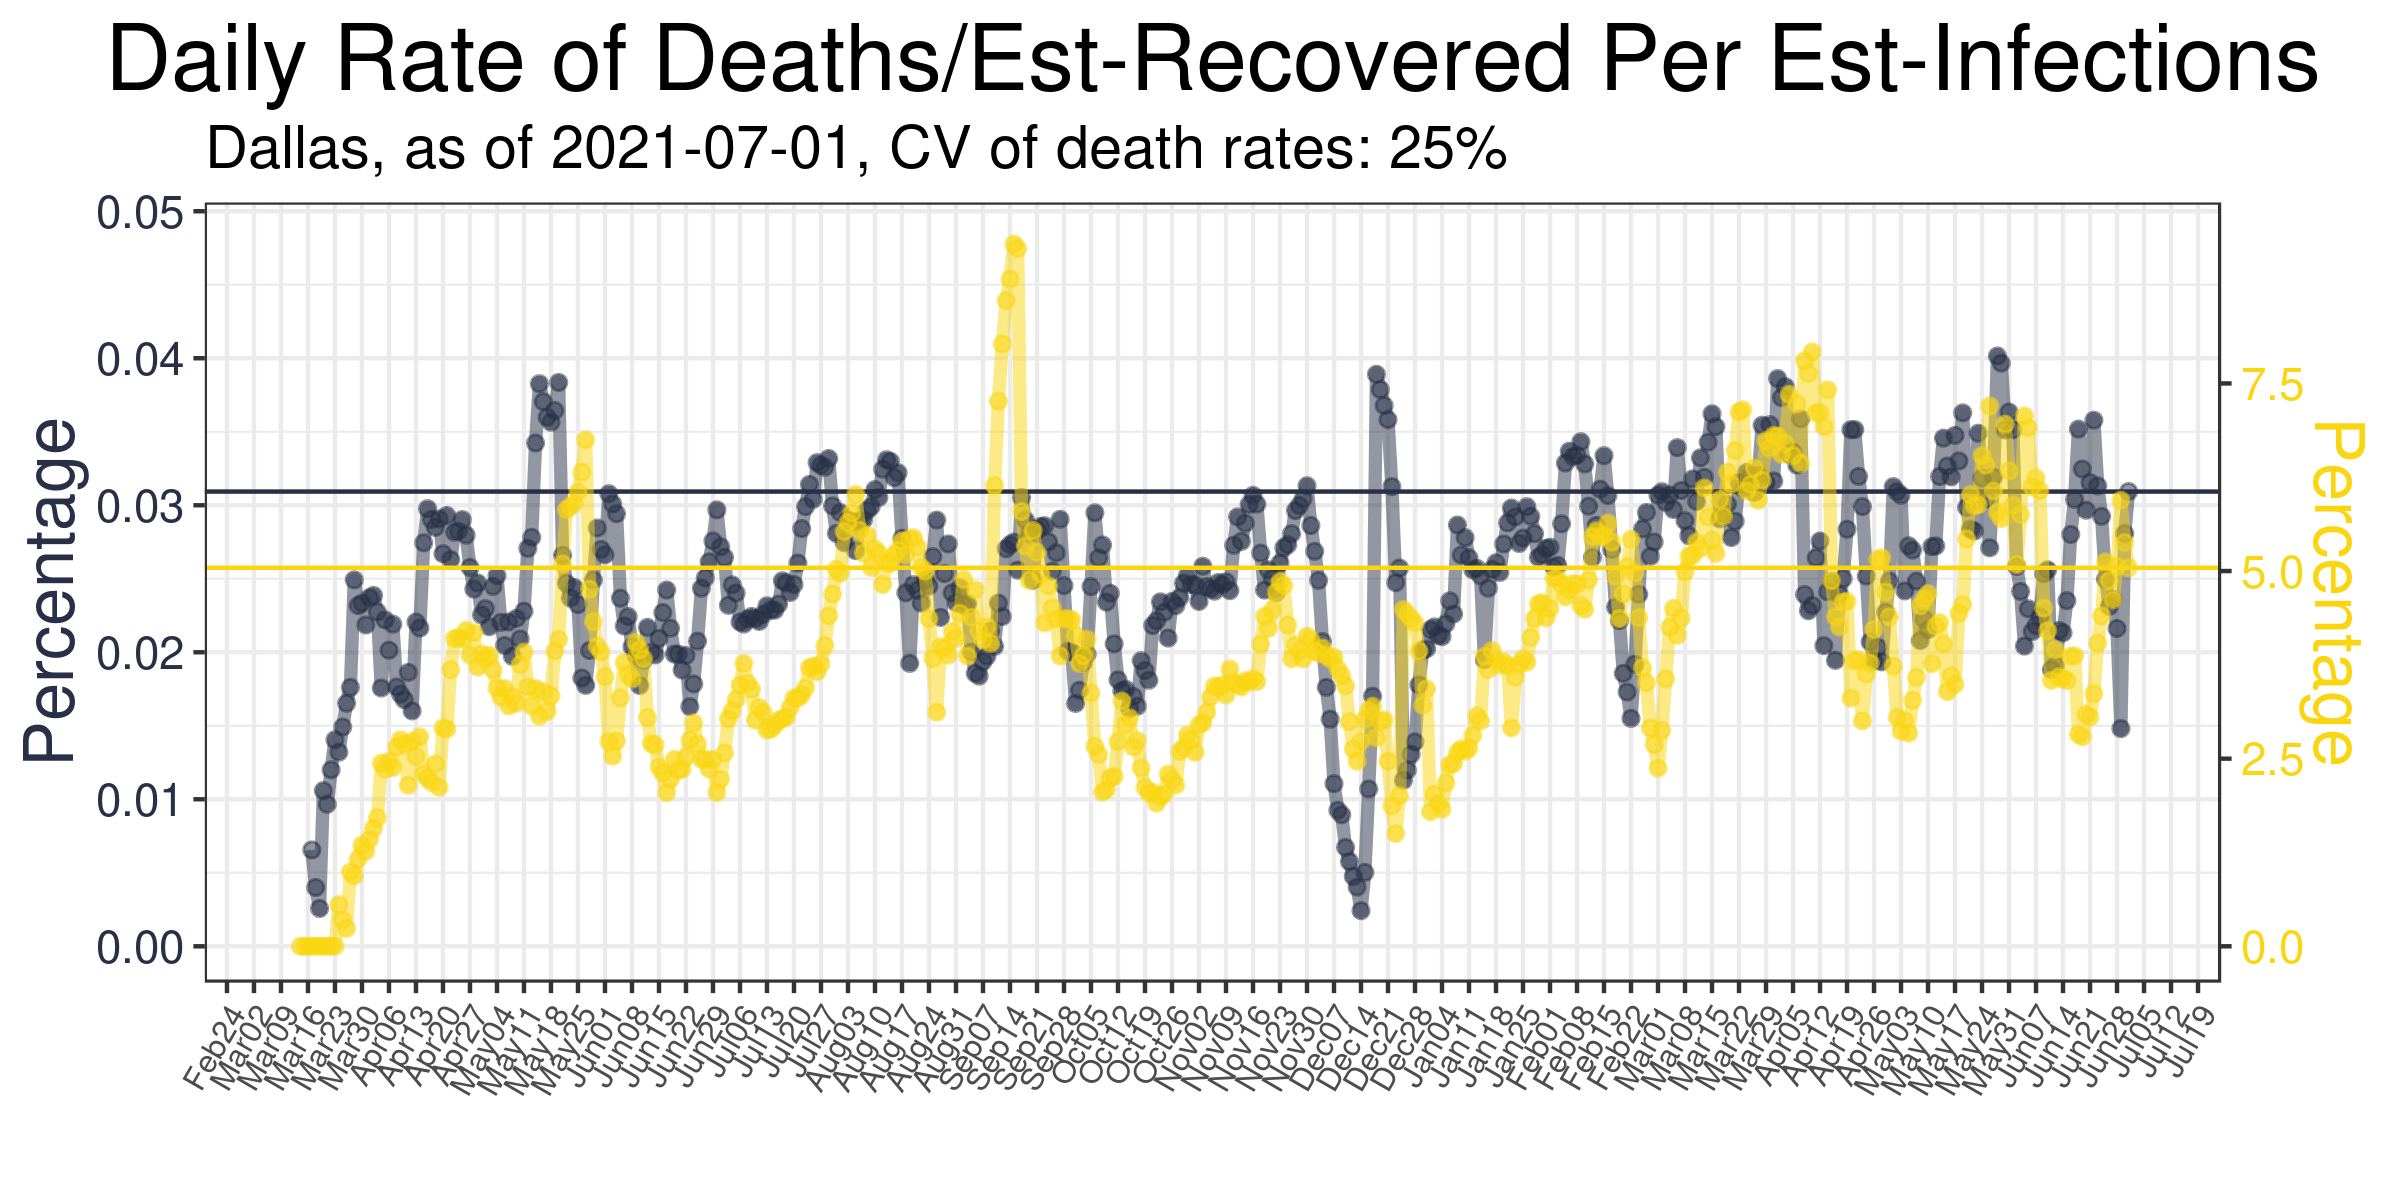 Daily Rate of Deaths/Est-Recovered Per Est-Infections
Dallas, as of 2021-07-01, CV of death rates: 25%
Percentage
0.05
0.04
0.03
0.02
0.01
0.00
7.5
5.0
2.5
0.0
Percentage
Feb24
Mar02
Mar09
Mar16
Mar23
Mar30
Apr06
Apr13
Apr20
Apr27
May04
May11
May18
May25
Jun01
Jun08
Jun15
Jun22
Jun29
Jul06
Jul13
Jul20
Jul27
Aug03
Aug10
Aug17
Aug24
Aug31
Sep07
Sep14
Sep21
Sep28
Oct05
Oct12
Oct19
Oct26
Nov02
Nov09
Nov16
Nov23
Nov30
Dec07
Dec14
Dec21
Dec28
Jan04
Jan11
Jan18
Jan25
Feb01
Feb08
Feb15
Feb22
Mar01
Mar08
Mar15
Mar22
Mar29
Apr05
Apr12
Apr19
Apr26
May03
May10
May17
May24
May31
Jun07
Jun14
Jun21
Jun28
Jul05
Jul12
Jul19